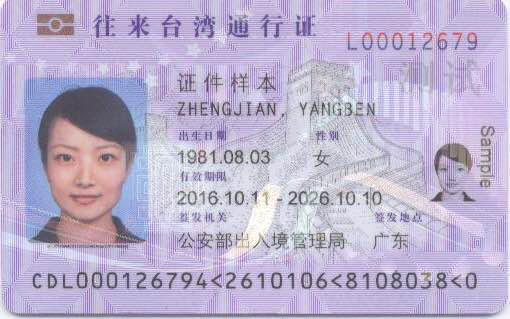 往来台湾通行证
L00012679
测试
证件样本
ZHENGJIAN, YANGBEN
出生日期 性别
1981.08.03 女
有效期限
2016.10.11 - 2026.10.10
签发机关 签发地点
公安部出入境管理局 广东
Sample
CDL000126794<2610106<8108038<0